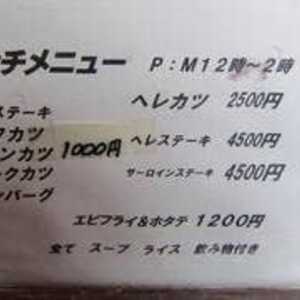 チメニュー P:M12時~2時
ヘレカツ 2500円
ステーキ
カツ
ヘレステーキ 4500円
ンカツ 1000円
クカツ
サーロインステーキ 4500円
バーグ
エビフライ&ホタテ 1200円
全て スープ ライス 飲み物付き